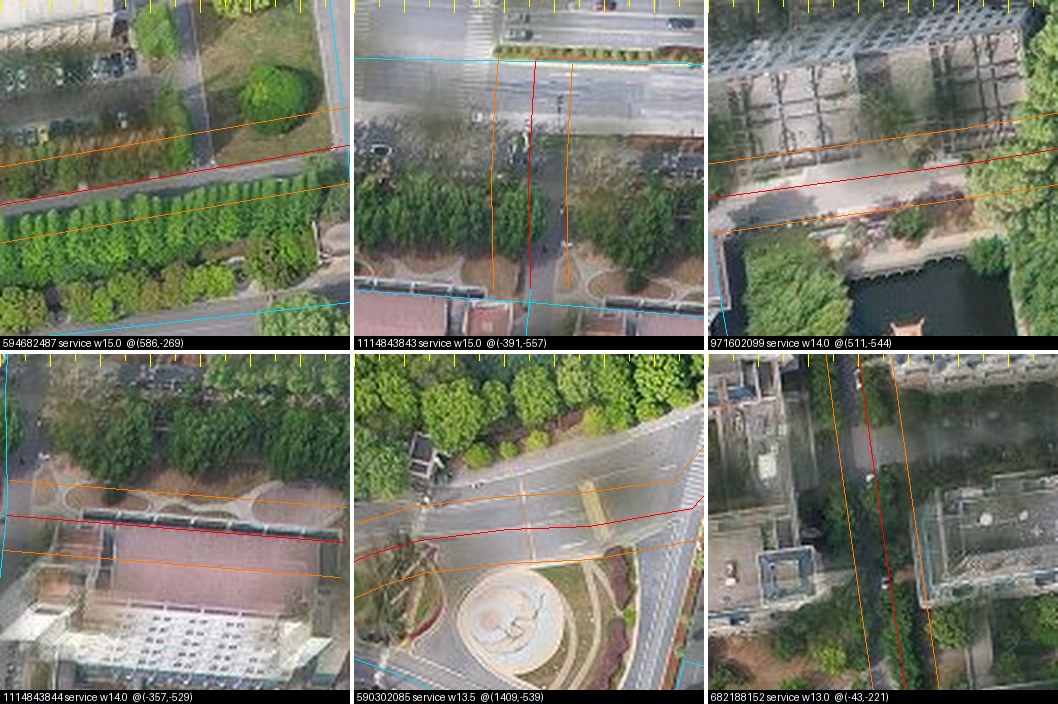 594682487 service w15.0 @(586,-269)
1114843843 service w15.0 @(-391,-557)
971602099 service w14.0 @(511,-544)
1114843844 service w14.0 @(-357,-529)
590302085 service w13.5 @(1409,-539)
682188152 service w13.0 @(-43,-221)